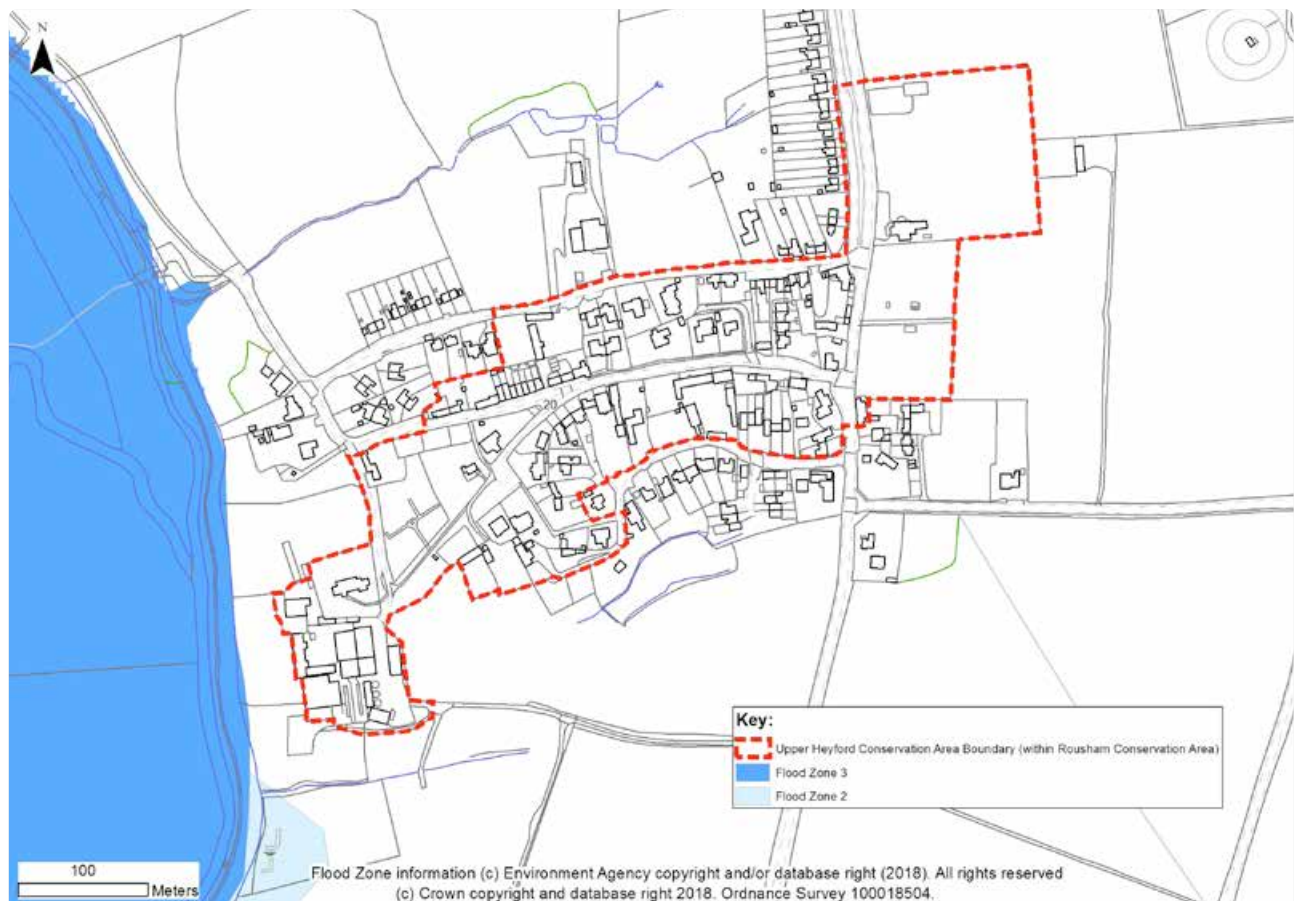 N
20
Key:
Upper Heyford Conservation Area Boundary (within Rousham Conservation Area)
Flood Zone 3
Flood Zone 2
100
Meters
Flood Zone information (c) Environment Agency copyright and/or database right (2018). All rights reserved
(c) Crown copyright and database right 2018. Ordnance Survey 100018504.